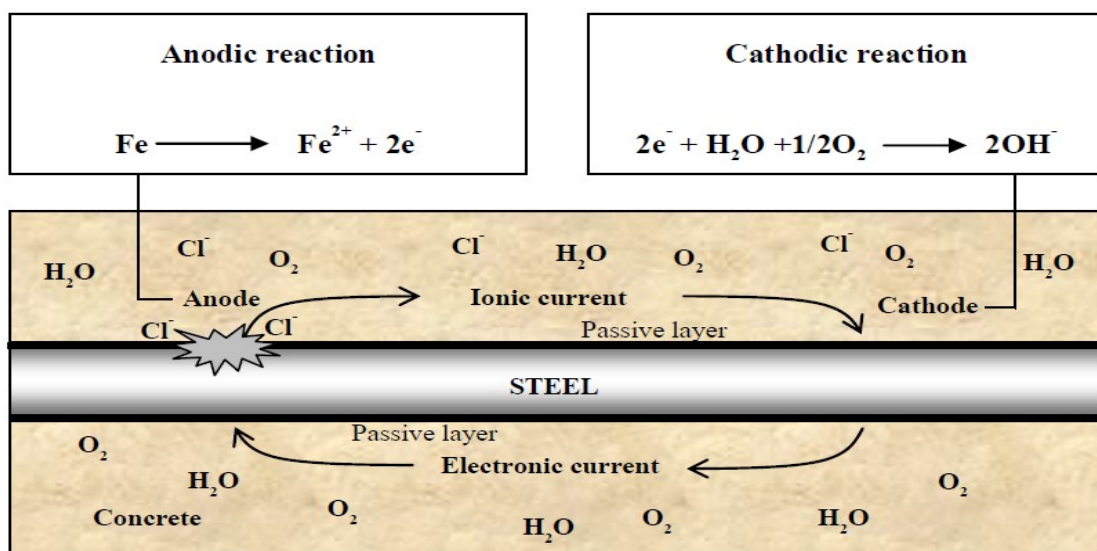 Anodic reaction
Fe ⟶ Fe²⁺ + 2e⁻
Cathodic reaction
2e⁻ + H₂O +1/2O₂ ⟶ 2OH⁻
H₂O
Cl⁻
O₂
Cl⁻
H₂O
O₂
Cl⁻
O₂
H₂O
Anode
Ionic current
Cathode
Cl⁻
Cl⁻
Passive layer
STEEL
Passive layer
O₂
Electronic current
H₂O
O₂
Concrete
O₂
H₂O
O₂
H₂O